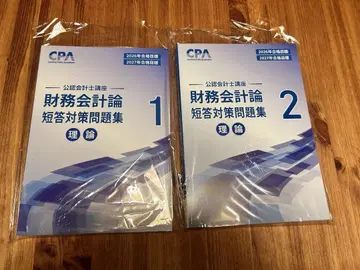 CPA
2026年合格目標
2027年合格目標
公認会計士講座
財務会計論
短答対策問題集
理論
1
CPA
2026年合格目標
2027年合格目標
公認会計士講座
財務会計論
短答対策問題集
理論
2